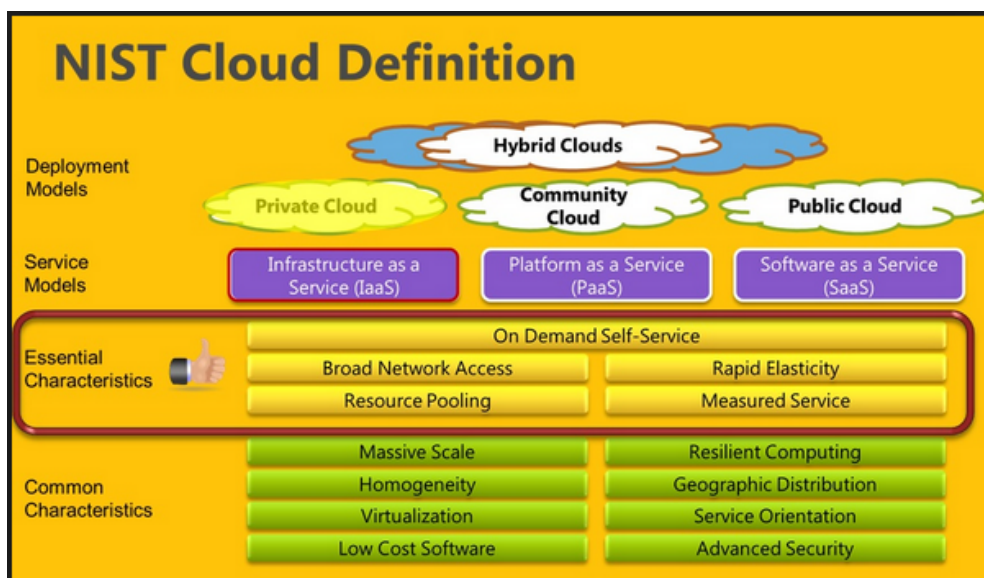 NIST Cloud Definition
Hybrid Clouds
Deployment
Models
Private Cloud
Community
Cloud
Public Cloud
Service
Models
Infrastructure as a
Service (IaaS)
Platform as a Service
(PaaS)
Software as a Service
(SaaS)
Essential
Characteristics
On Demand Self-Service
Broad Network Access
Rapid Elasticity
Resource Pooling
Measured Service
Common
Characteristics
Massive Scale
Resilient Computing
Homogeneity
Geographic Distribution
Virtualization
Service Orientation
Low Cost Software
Advanced Security